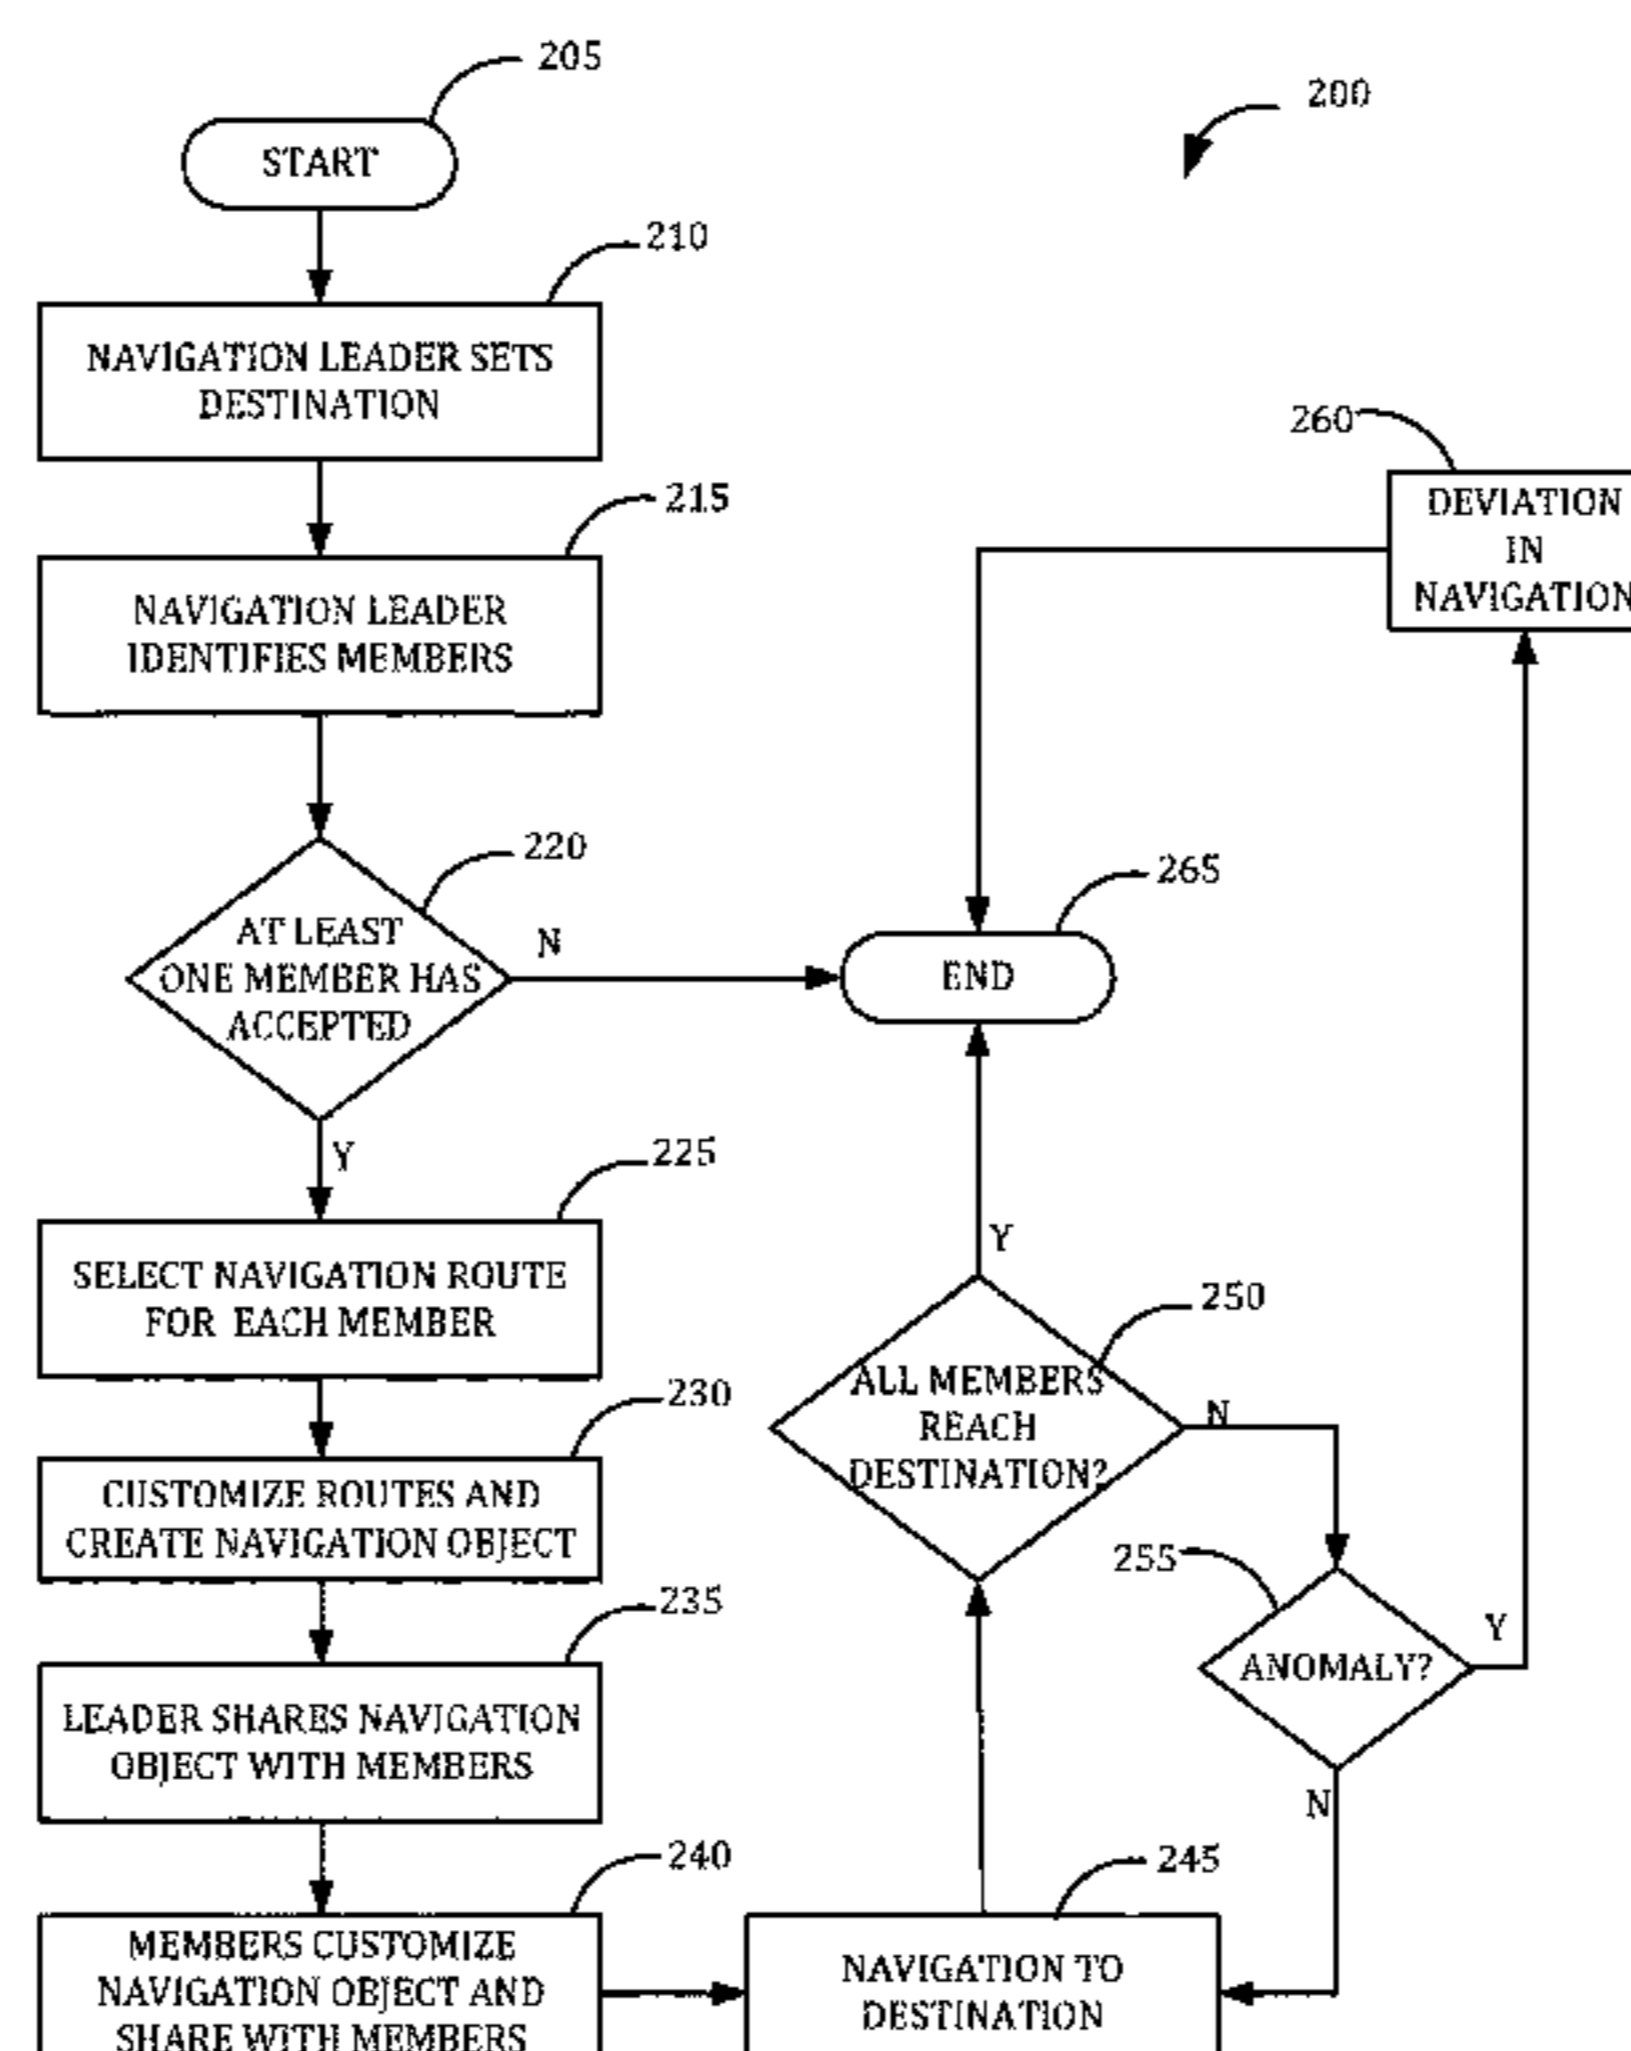 205
200
START
210
NAVIGATION LEADER SETS
DESTINATION
215
NAVIGATION LEADER
IDENTIFIES MEMBERS
260
DEVIATION
IN
NAVIGATION
220
AT LEAST
ONE MEMBER HAS
ACCEPTED
N
Y
265
END
225
SELECT NAVIGATION ROUTE
FOR EACH MEMBER
230
CUSTOMIZE ROUTES AND
CREATE NAVIGATION OBJECT
235
LEADER SHARES NAVIGATION
OBJECT WITH MEMBERS
240
MEMBERS CUSTOMIZE
NAVIGATION OBJECT AND
SHARE WITH MEMBERS
245
NAVIGATION TO
DESTINATION
Y
250
ALL MEMBERS
REACH
DESTINATION?
N
255
ANOMALY?
Y
N